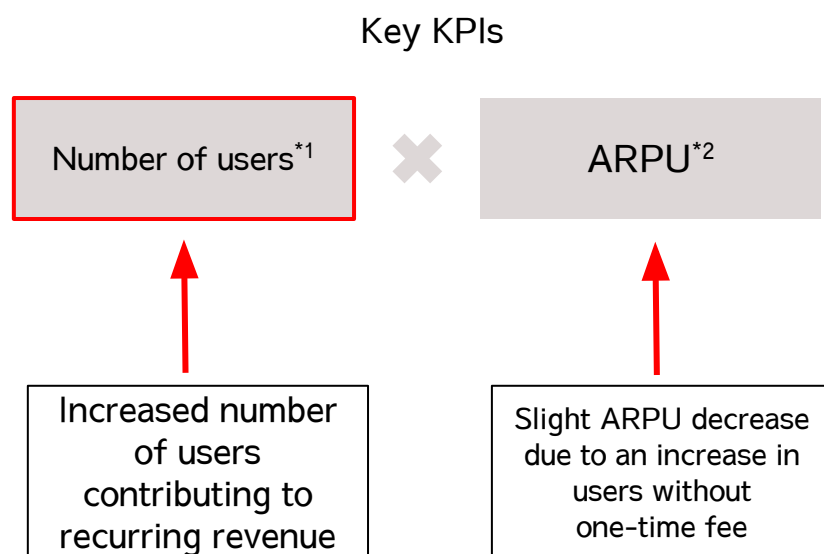 Key KPIs
Number of users*1
ARPU*2
Increased number
of users
contributing to
recurring revenue
Slight ARPU decrease
due to an increase in
users without
one-time fee